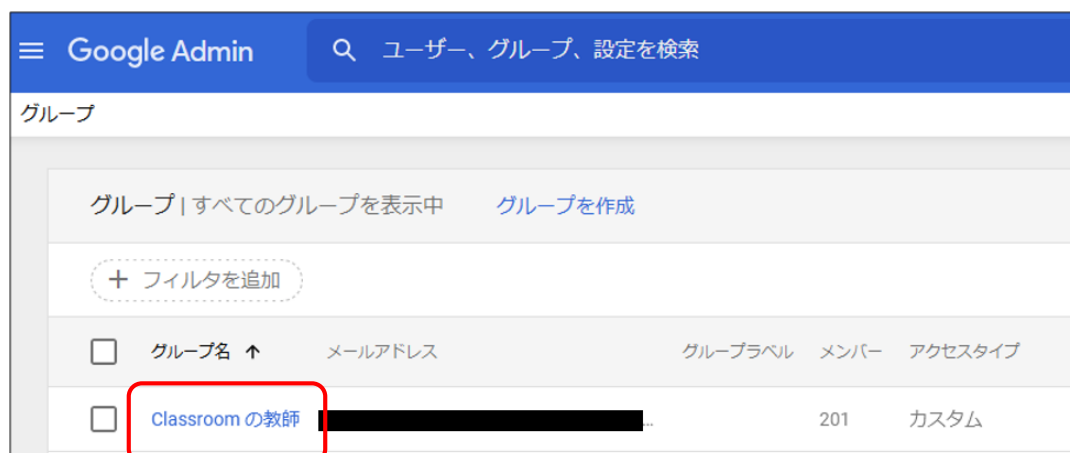 Google Admin ユーザー、グループ、設定を検索
グループ
グループ | すべてのグループを表示中 グループを作成
+ フィルタを追加
グループ名 ↑ メールアドレス グループラベル メンバー アクセスタイプ
Classroom の教師 ... 201 カスタム